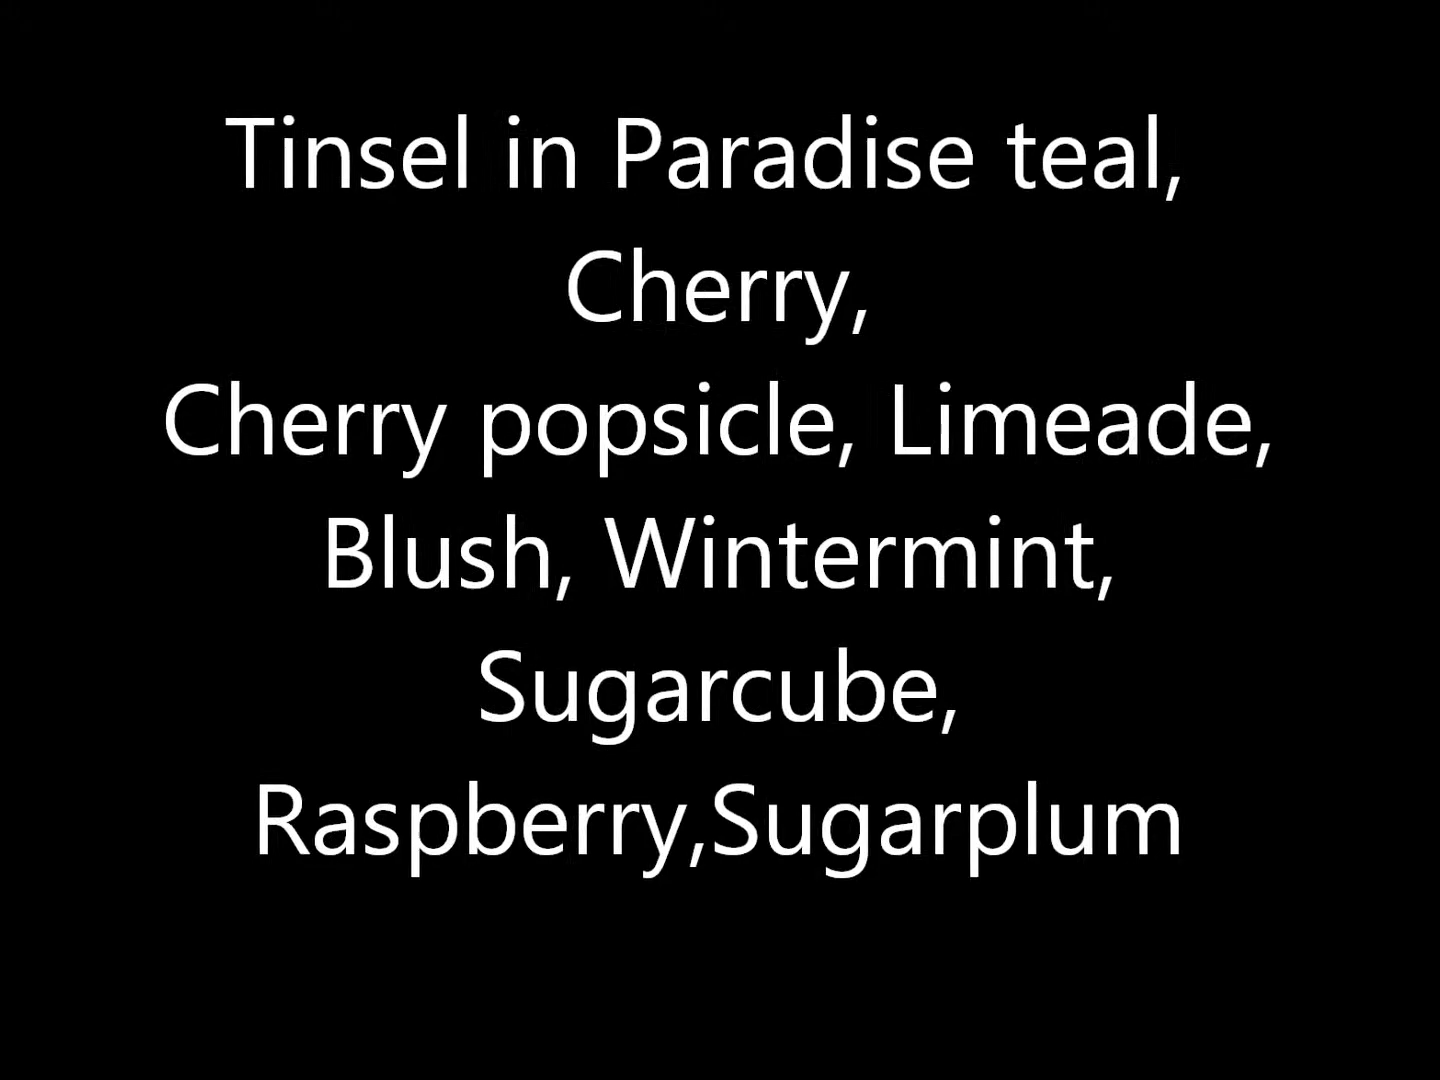 Tinsel in Paradise teal,
Cherry,
Cherry popsicle, Limeade,
Blush, Wintermint,
Sugarcube,
Raspberry,Sugarplum